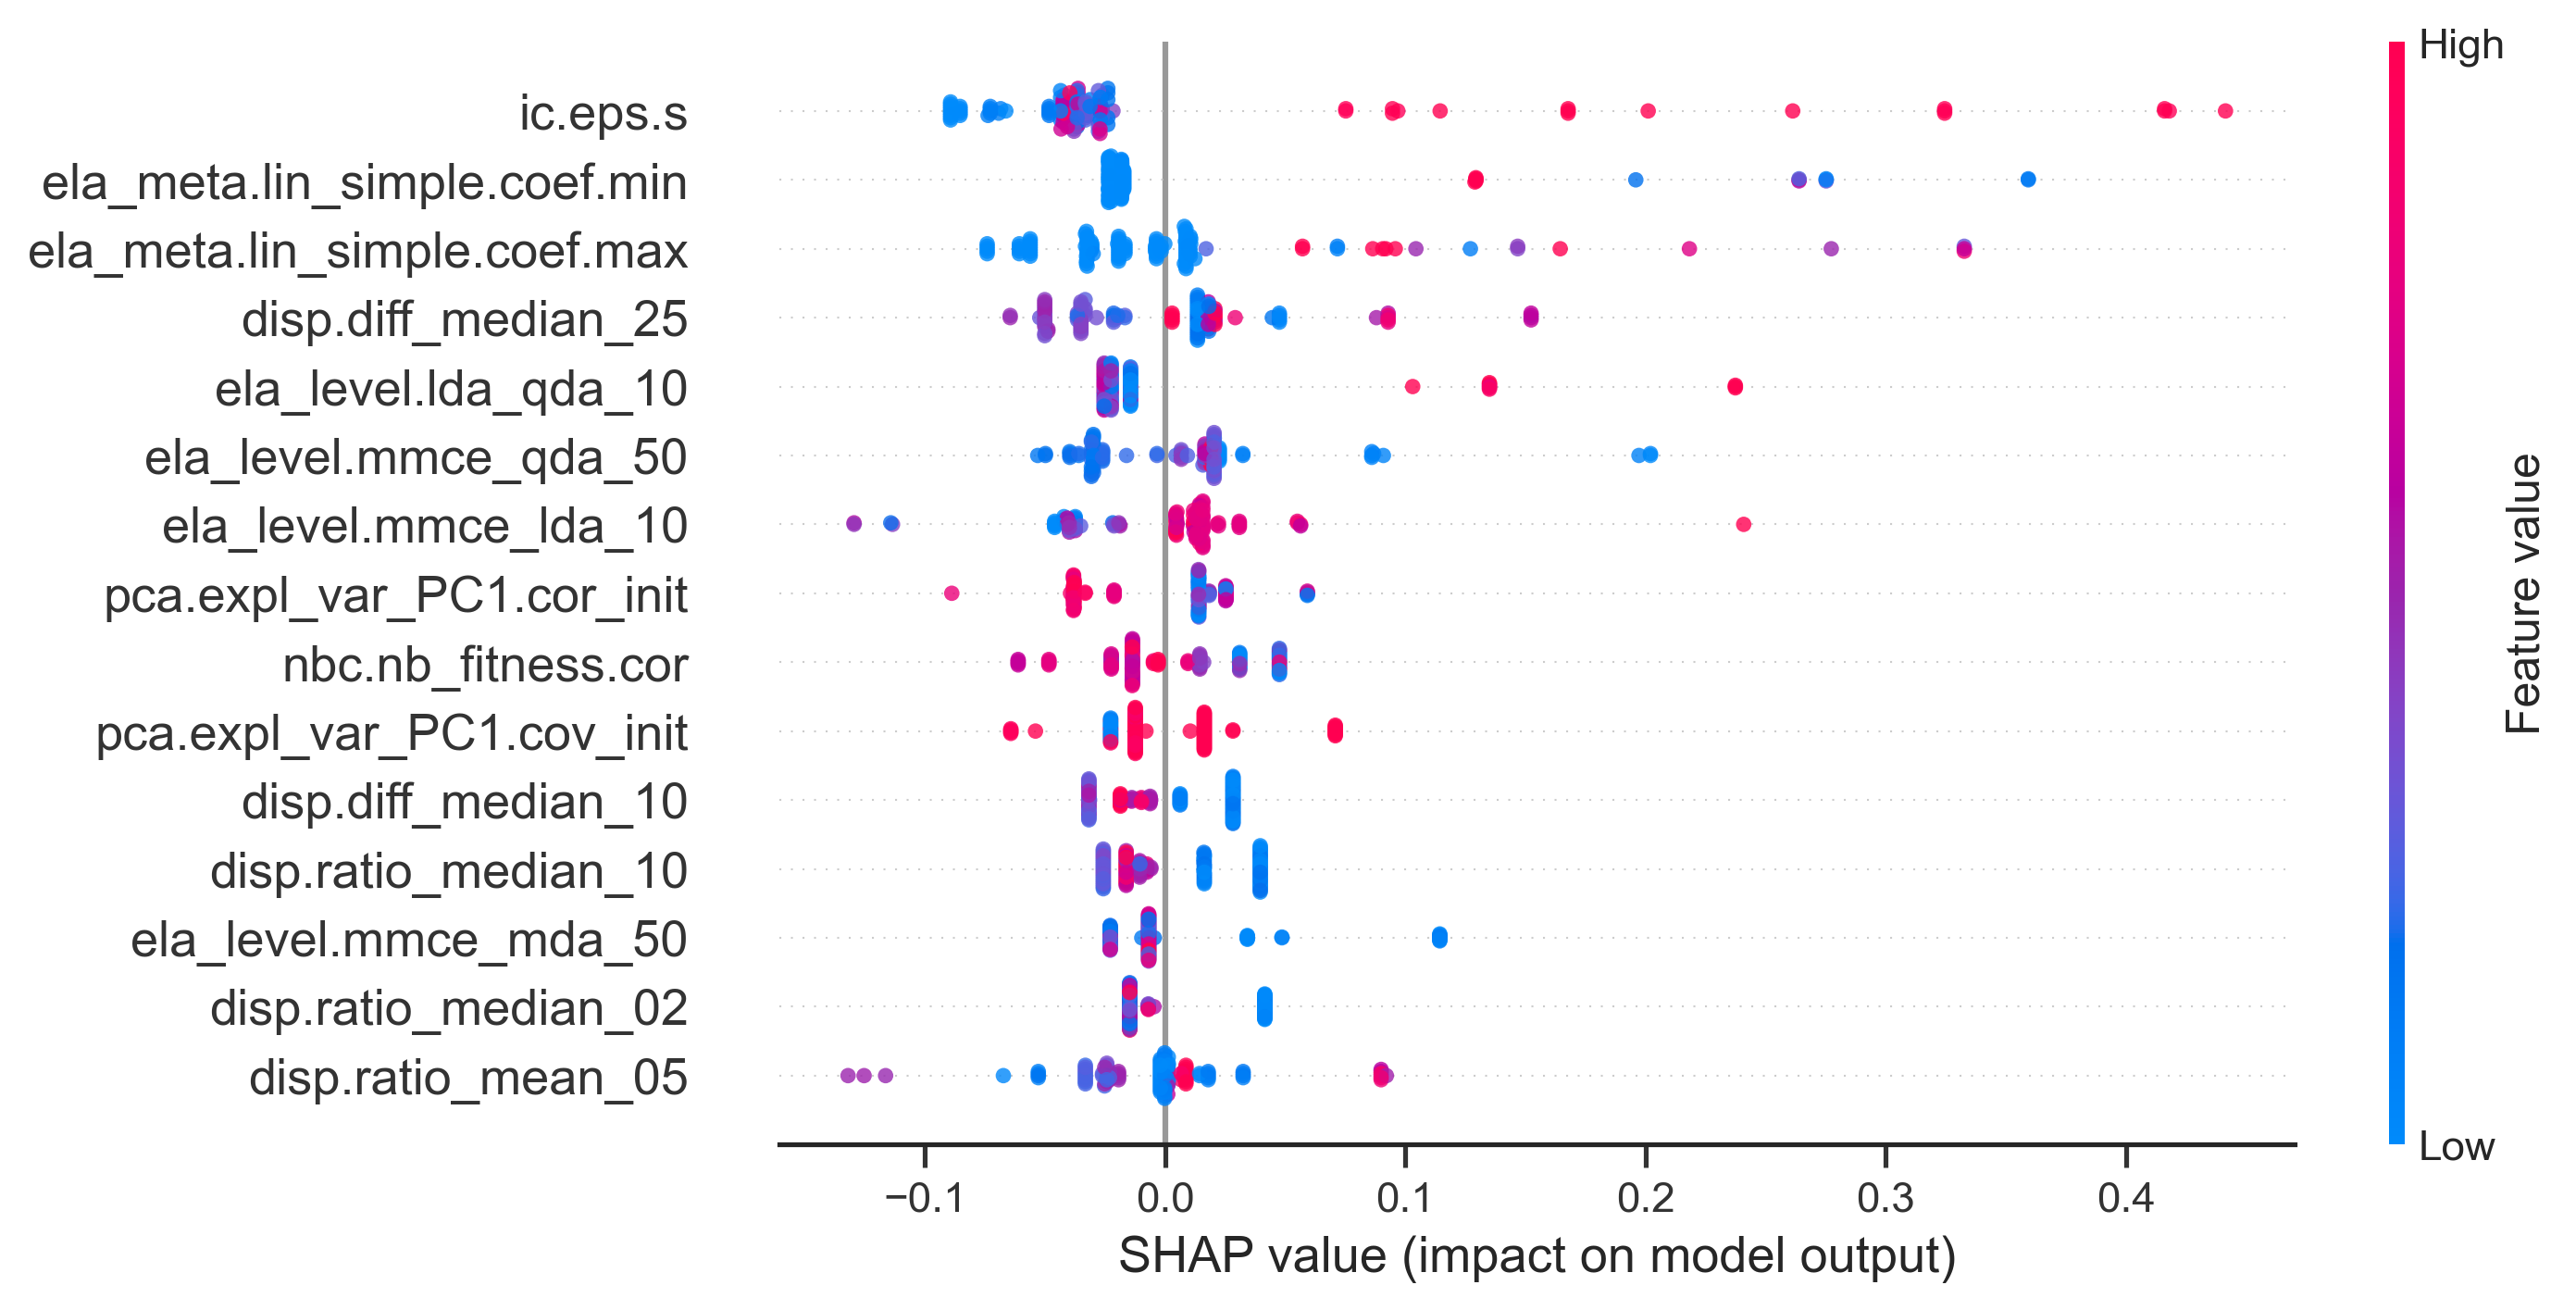 High
ic.eps.s
ela_meta.lin_simple.coef.min
ela_meta.lin_simple.coef.max
disp.diff_median_25
ela_level.lda_qda_10
ela_level.mmce_qda_50
ela_level.mmce_lda_10
pca.expl_var_PC1.cor_init
nbc.nb_fitness.cor
pca.expl_var_PC1.cov_init
disp.diff_median_10
disp.ratio_median_10
ela_level.mmce_mda_50
disp.ratio_median_02
disp.ratio_mean_05
Feature value
Low
−0.1 0.0 0.1 0.2 0.3 0.4
SHAP value (impact on model output)